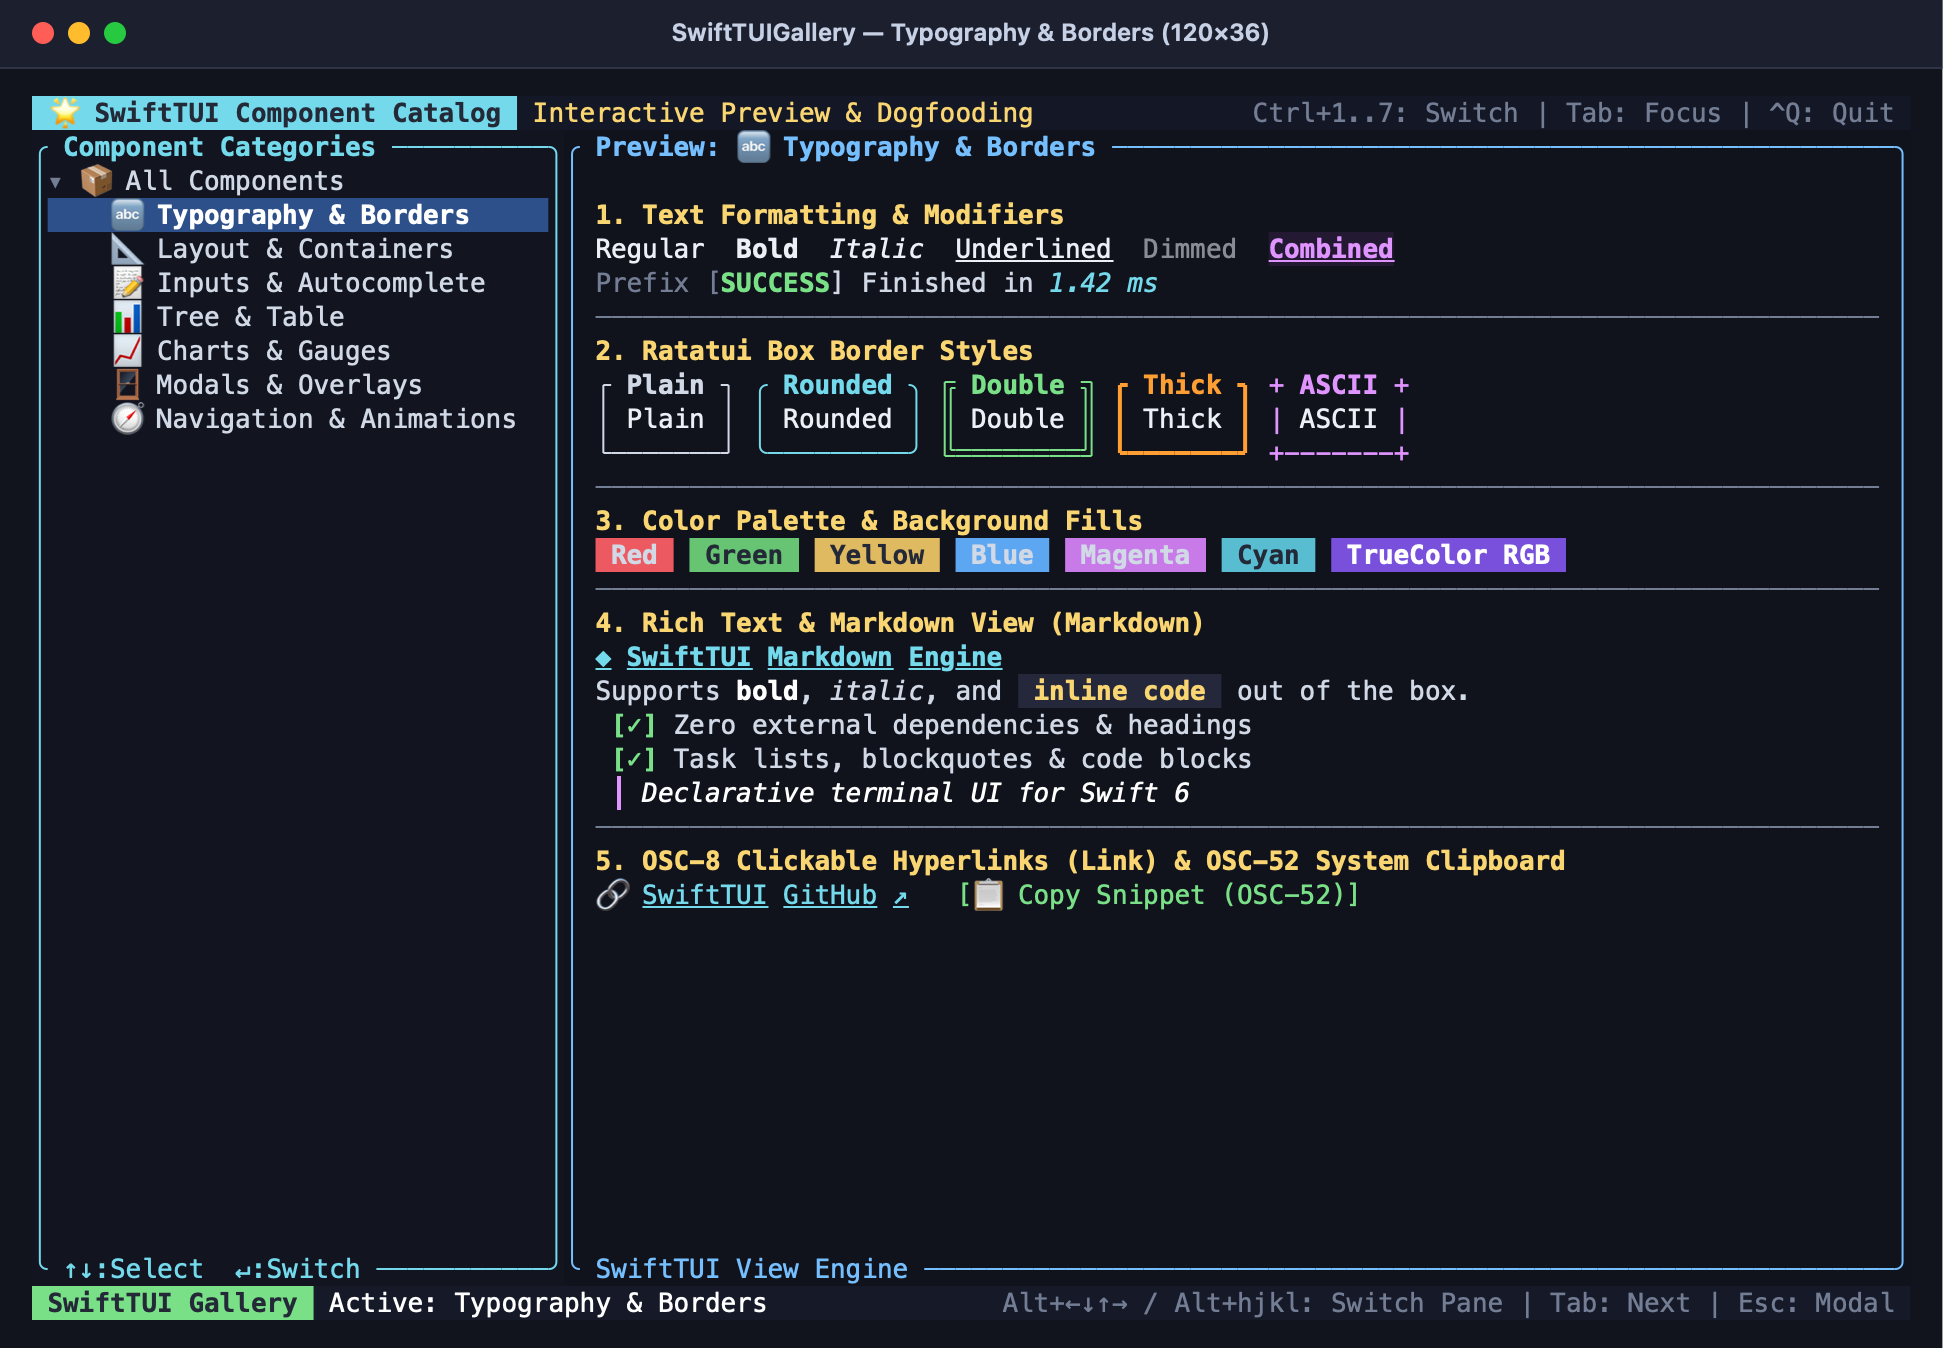 SwiftTUIGallery — Typography & Borders (120×36)
🌟 SwiftTUI Component Catalog Interactive Preview & Dogfooding Ctrl+1..7: Switch | Tab: Focus | ^Q: Quit
Component Categories
▼ 📦 All Components
🔤 Typography & Borders
📐 Layout & Containers
📝 Inputs & Autocomplete
📊 Tree & Table
📈 Charts & Gauges
🪟 Modals & Overlays
🧭 Navigation & Animations
↑↓:Select ↵:Switch
Preview: 🔤 Typography & Borders
1. Text Formatting & Modifiers
Regular Bold Italic Underlined Dimmed Combined
Prefix [SUCCESS] Finished in 1.42 ms
2. Ratatui Box Border Styles
Plain Rounded Double Thick + ASCII +
Plain Rounded Double Thick | ASCII |
+-------+
3. Color Palette & Background Fills
Red Green Yellow Blue Magenta Cyan TrueColor RGB
4. Rich Text & Markdown View (Markdown)
◆ SwiftTUI Markdown Engine
Supports bold, italic, and inline code out of the box.
[✓] Zero external dependencies & headings
[✓] Task lists, blockquotes & code blocks
Declarative terminal UI for Swift 6
5. OSC-8 Clickable Hyperlinks (Link) & OSC-52 System Clipboard
🔗 SwiftTUI GitHub ↗ [📋 Copy Snippet (OSC-52)]
SwiftTUI View Engine
SwiftTUI Gallery Active: Typography & Borders Alt+←↓↑→ / Alt+hjkl: Switch Pane | Tab: Next | Esc: Modal